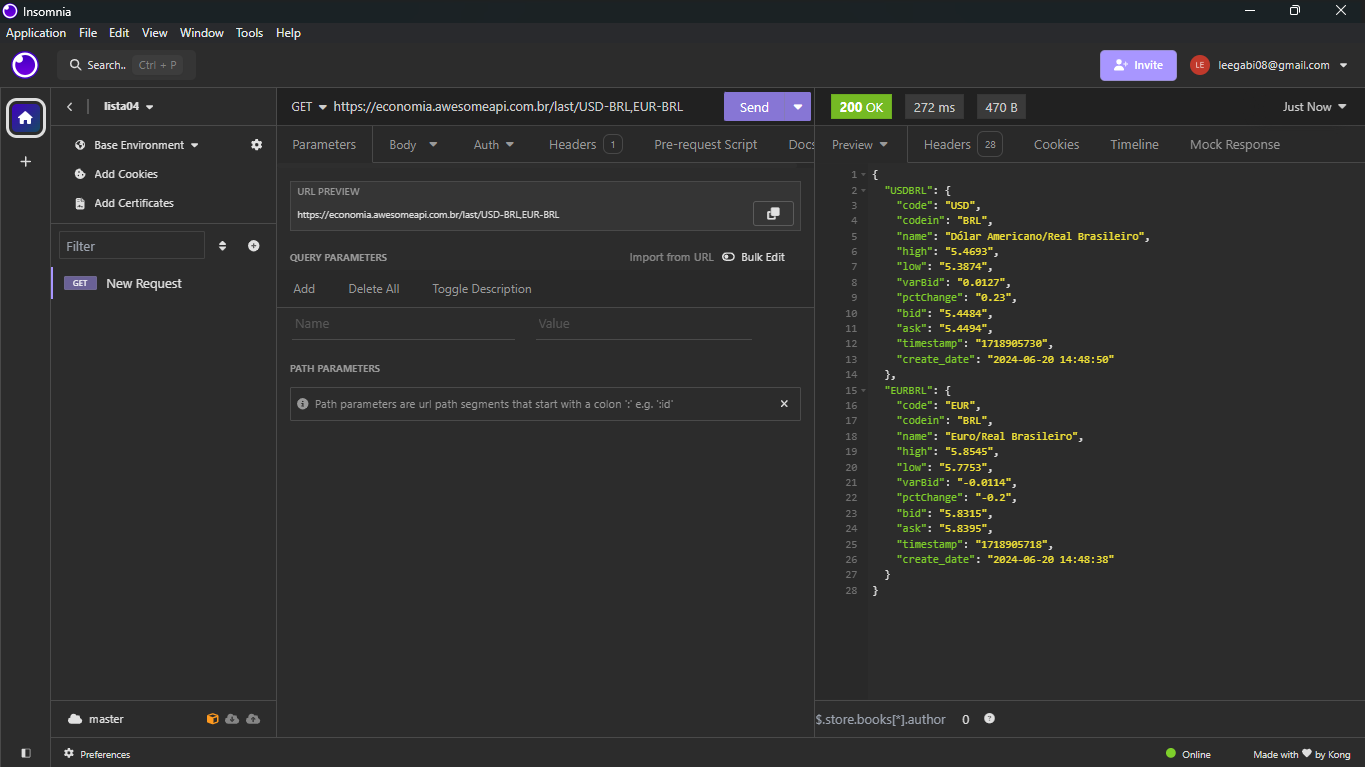 Insomnia
Application File Edit View Window Tools Help
Search.. Ctrl + P
Invite
LE leegabi08@gmail.com
lista04
Base Environment
Add Cookies
Add Certificates
Filter
GET New Request
master
Preferences
GET https://economia.awesomeapi.com.br/last/USD-BRL,EUR-BRL Send
Parameters Body Auth Headers 1 Pre-request Script Docs
URL PREVIEW
https://economia.awesomeapi.com.br/last/USD-BRL,EUR-BRL
QUERY PARAMETERS Import from URL Bulk Edit
Add Delete All Toggle Description
Name Value
PATH PARAMETERS
Path parameters are url path segments that start with a colon ':' e.g. ':id'
200 OK 272 ms 470 B Just Now
Preview Headers 28 Cookies Timeline Mock Response
1 {
2 "USDBRL": {
3 "code": "USD",
4 "codein": "BRL",
5 "name": "Dólar Americano/Real Brasileiro",
6 "high": "5.4693",
7 "low": "5.3874",
8 "varBid": "0.0127",
9 "pctChange": "0.23",
10 "bid": "5.4484",
11 "ask": "5.4494",
12 "timestamp": "1718905730",
13 "create_date": "2024-06-20 14:48:50"
14 },
15 "EURBRL": {
16 "code": "EUR",
17 "codein": "BRL",
18 "name": "Euro/Real Brasileiro",
19 "high": "5.8545",
20 "low": "5.7753",
21 "varBid": "-0.0114",
22 "pctChange": "-0.2",
23 "bid": "5.8315",
24 "ask": "5.8395",
25 "timestamp": "1718905718",
26 "create_date": "2024-06-20 14:48:38"
27 }
28 }
$.store.books[*].author 0
Online Made with ♥ by Kong